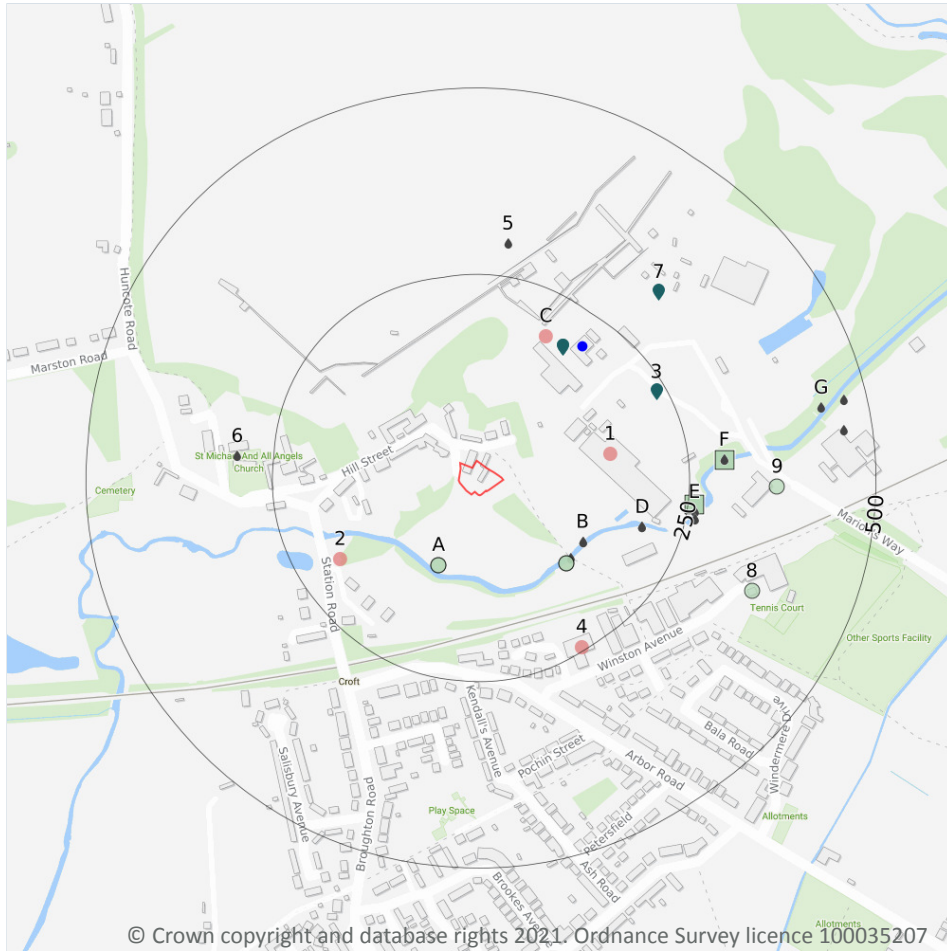 5
7
Huncote Road
C
Marston Road
3
G
6
St Michael And All Angels
Church
Hill Street
F
1
9
Cemetery
E
D
250
500
B
Marions Way
2
A
8
Station Road
Tennis Court
4
Other Sports Facility
Winston Avenue
Croft
Kendall's Avenue
Windermere Drive
Bala Road
Salisbury Avenue
Pochin Street
Arbor Road
Broughton Road
Play Space
Allotments
Petersfield
Ash Road
Brookes Ave
Allotments
© Crown copyright and database rights 2021. Ordnance Survey licence 100035207